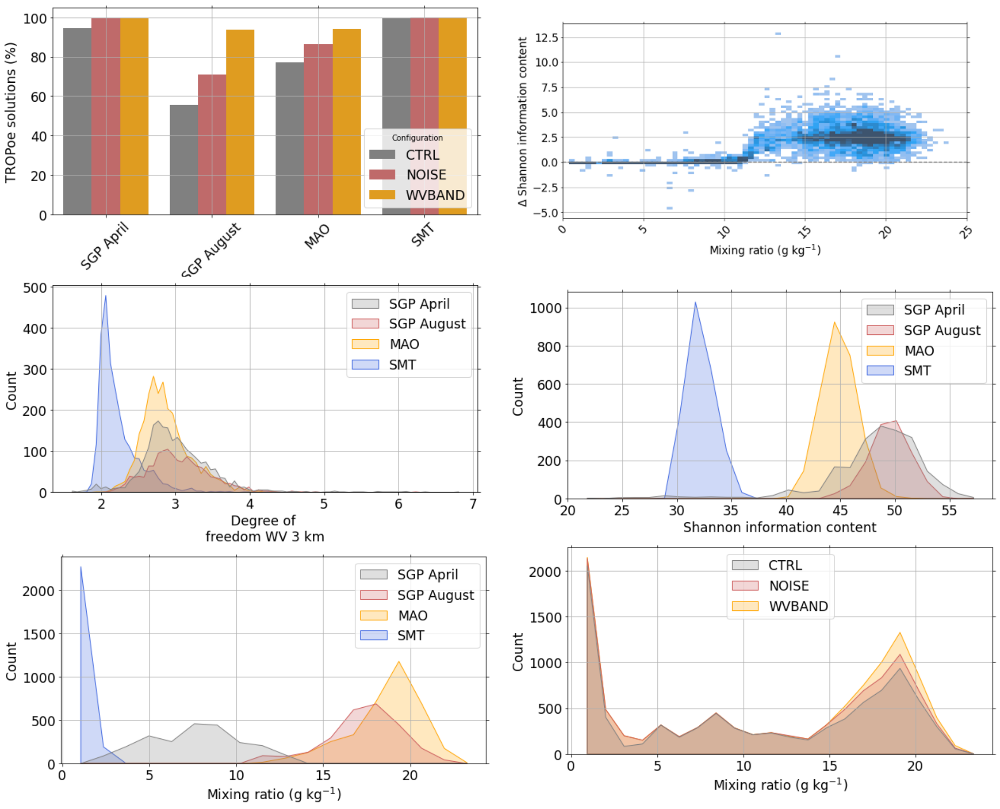 TROPoe solutions (%)
100
80
60
40
20
0
Configuration
CTRL
NOISE
WVBAND
SGP April
SGP August
MAO
SMT
Δ Shannon information content
12.5
10.0
7.5
5.0
2.5
0.0
−2.5
−5.0
0 5 10 15 20 25
Mixing ratio (g kg⁻¹)
Count
500
400
300
200
100
0
SGP April
SGP August
MAO
SMT
2 3 4 5 6 7
Degree of
freedom WV 3 km
Count
1000
800
600
400
200
0
SGP April
SGP August
MAO
SMT
20 25 30 35 40 45 50 55
Shannon information content
Count
2000
1500
1000
500
0
SGP April
SGP August
MAO
SMT
0 5 10 15 20
Mixing ratio (g kg⁻¹)
Count
2000
1500
1000
500
0
CTRL
NOISE
WVBAND
0 5 10 15 20
Mixing ratio (g kg⁻¹)